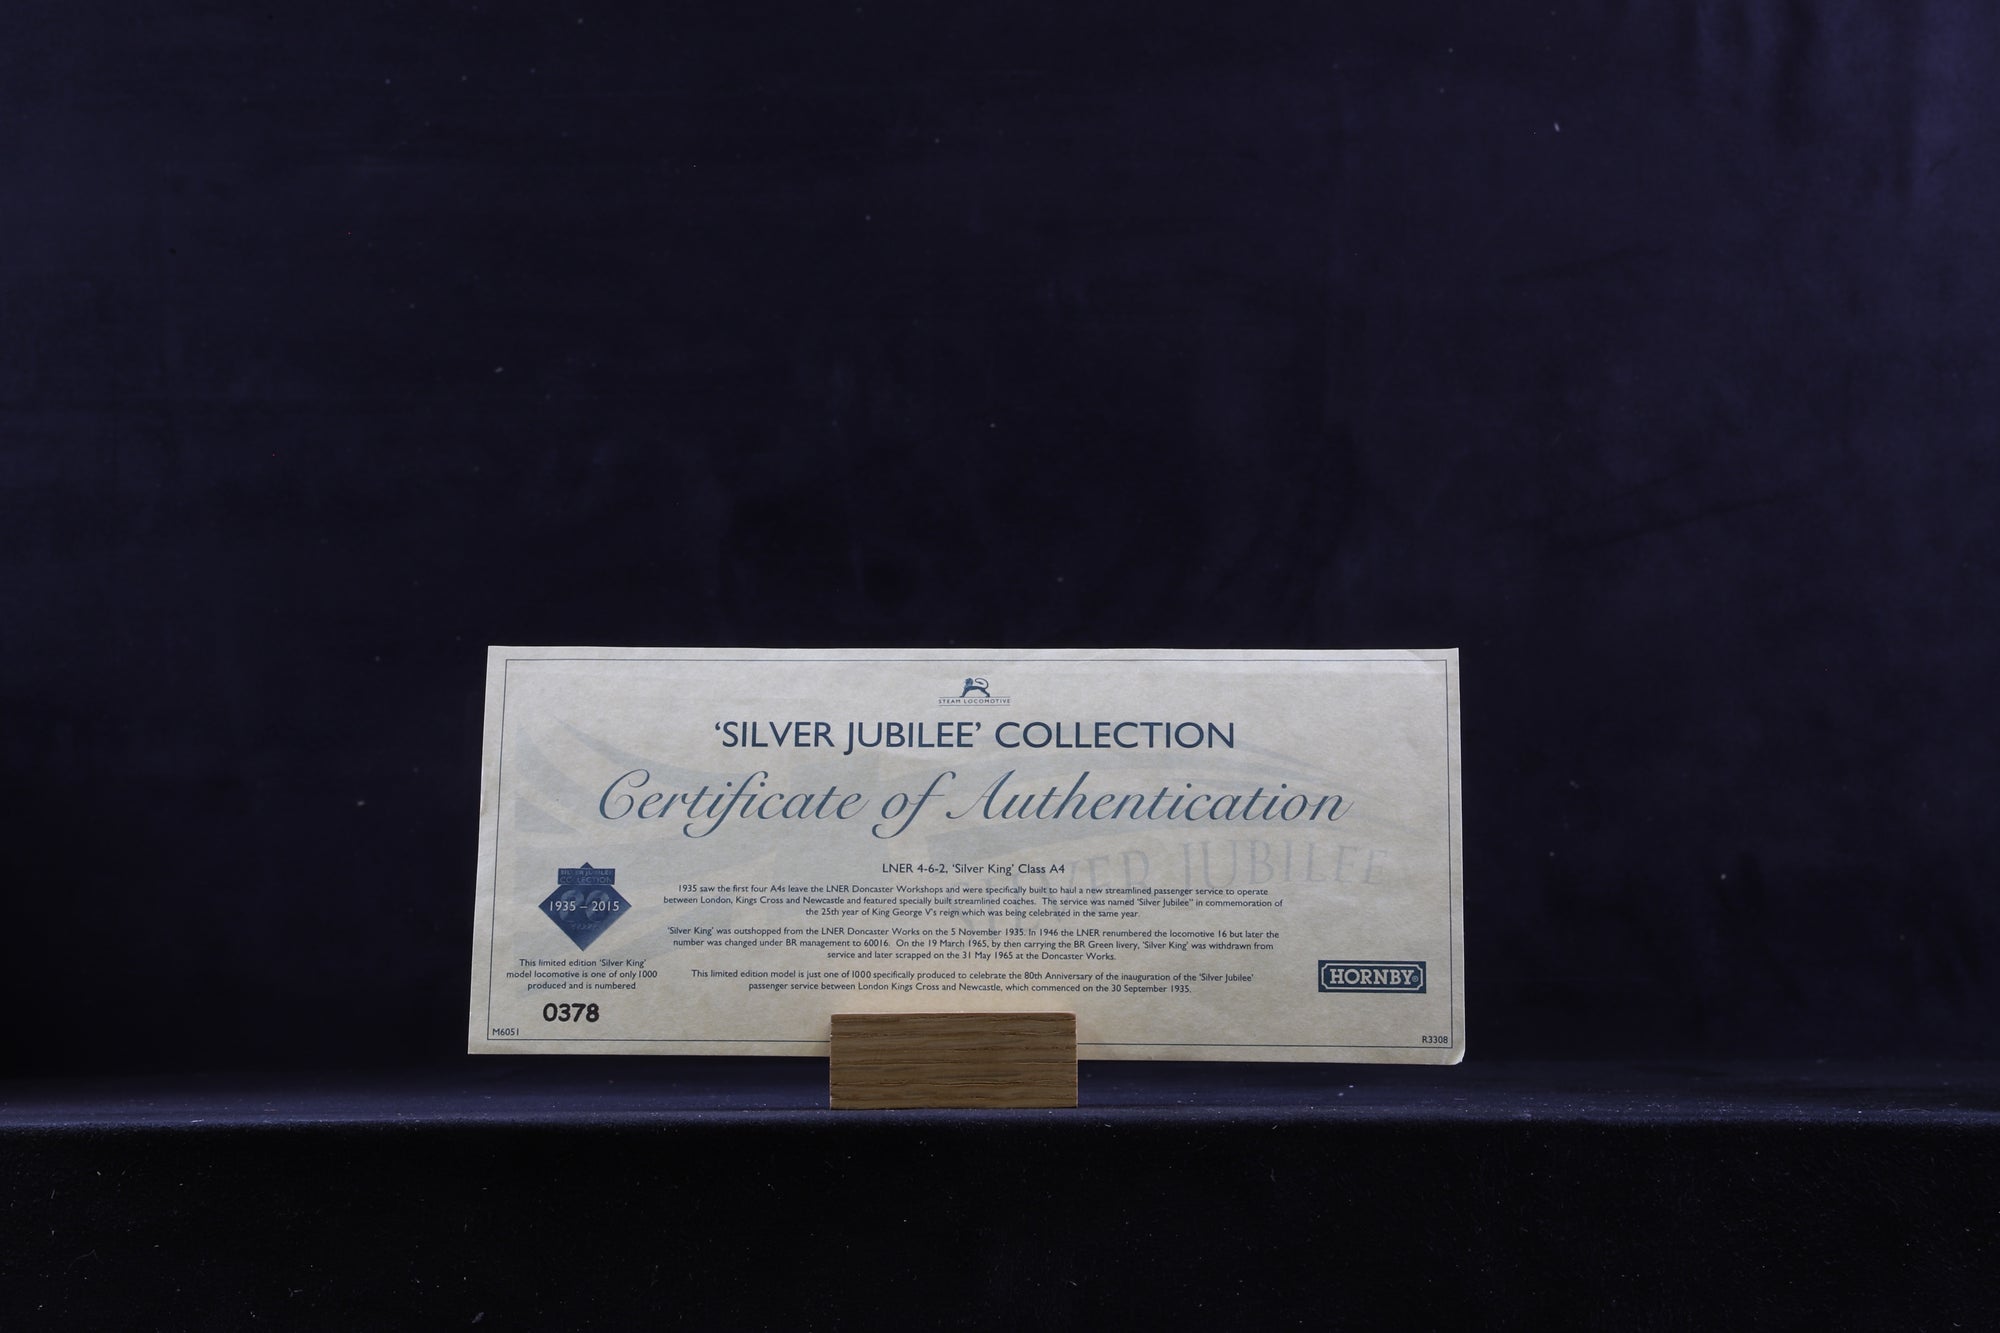 STEAM LOCOMOTIVE
‘SILVER JUBILEE’ COLLECTION
Certificate of Authentication
LNER 4-6-2, ‘Silver King’ Class A4
1935 saw the first four A4s leave the LNER Doncaster Workshops and were specifically built to haul a new streamlined passenger service to operate
between London, Kings Cross and Newcastle and featured specially built streamlined coaches. The service was named ‘Silver Jubilee” in commemoration of
the 25th year of King George V’s reign which was being celebrated in the same year.
‘Silver King’ was outshopped from the LNER Doncaster Works on the 5 November 1935. In 1946 the LNER renumbered the locomotive 16 but later the
number was changed under BR management to 60016. On the 19 March 1965, by then carrying the BR Green livery, ‘Silver King’ was withdrawn from
service and later scrapped on the 31 May 1965 at the Doncaster Works.
This limited edition model is just one of 1000 specifically produced to celebrate the 80th Anniversary of the inauguration of the ‘Silver Jubilee’
passenger service between London Kings Cross and Newcastle, which commenced on the 30 September 1935.
SILVER JUBILEE
COLLECTION
80
1935 – 2015
This limited edition ‘Silver King’
model locomotive is one of only 1000
produced and is numbered
0378
M6051
SILVER JUBILEE
HORNBY®
R3308